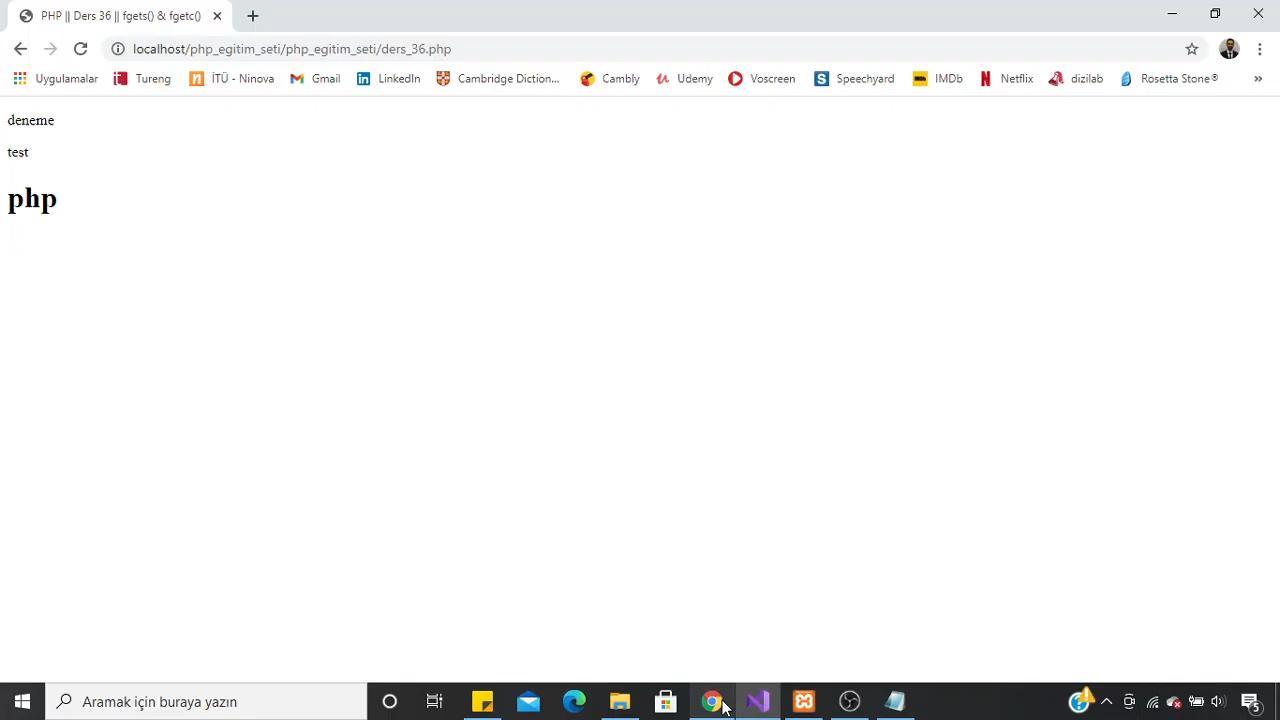 PHP || Ders 36 || fgets() & fgetc()
localhost/php_egitim_seti/php_egitim_seti/ders_36.php
Uygulamalar Tureng İTÜ - Ninova Gmail LinkedIn Cambridge Diction... Cambly Udemy Voscreen Speechyard IMDb Netflix dizilab Rosetta Stone® »
deneme
test
php
Aramak için buraya yazın
5